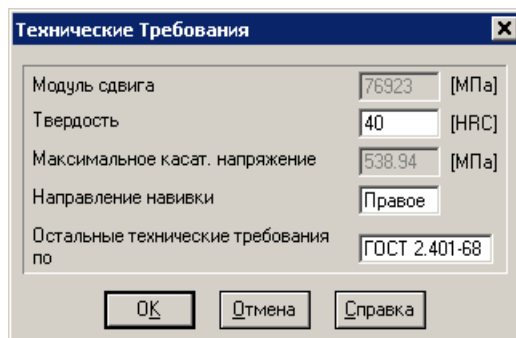 Технические Требования
Модуль сдвига 76923 [МПа]
Твердость 40 [HRC]
Максимальное касат. напряжение 538.94 [МПа]
Направление навивки Правое
Остальные технические требования
по ГОСТ 2.401-68
OK Отмена Справка